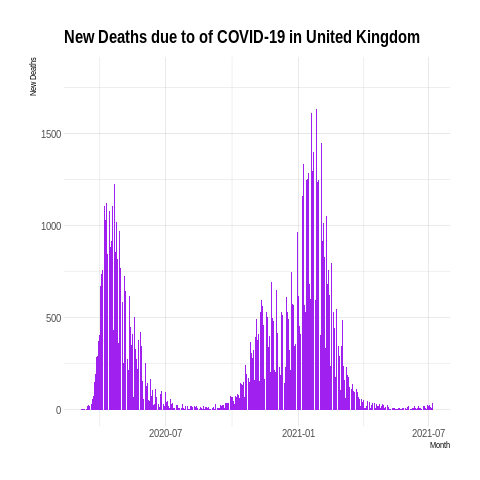 New Deaths due to of COVID-19 in United Kingdom
New Deaths
1500
1000
500
0
2020-07
2021-01
2021-07
Month